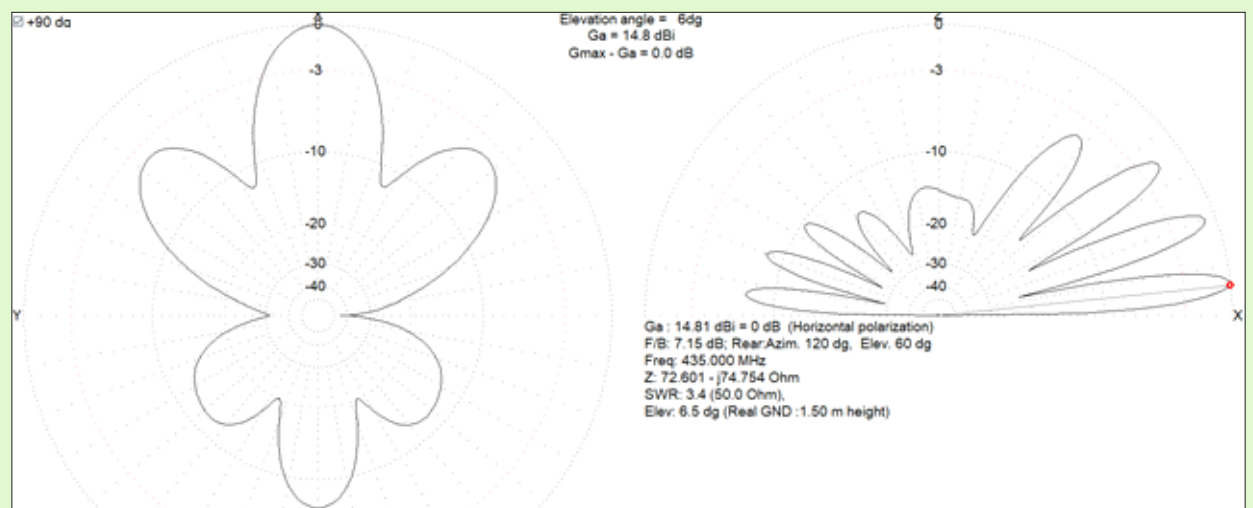 +90 dg
Elevation angle = 6dg
Ga = 14.8 dBi
Gmax - Ga = 0.0 dB
X
0
-3
-10
-20
-30
-40
Y
0
-3
-10
-20
-30
-40
X
Ga : 14.81 dBi = 0 dB (Horizontal polarization)
F/B: 7.15 dB; Rear:Azim. 120 dg, Elev. 60 dg
Freq: 435.000 MHz
Z: 72.601 - j74.754 Ohm
SWR: 3.4 (50.0 Ohm),
Elev: 6.5 dg (Real GND :1.50 m height)